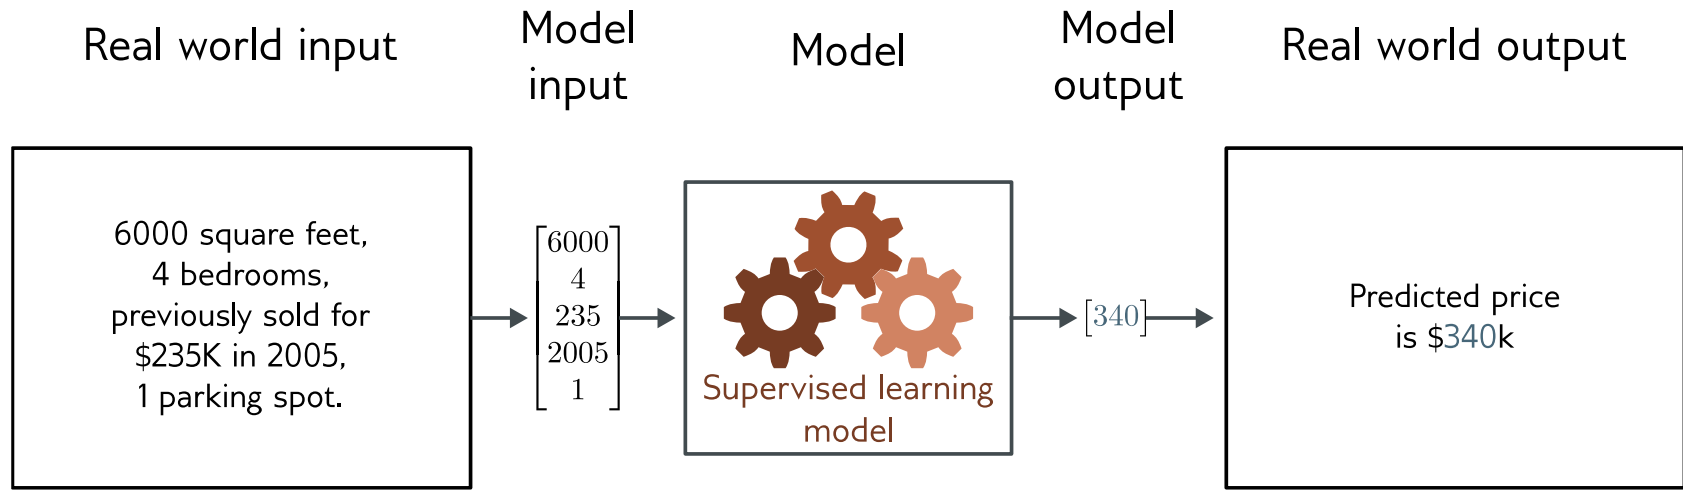 Real world input
Model
input
Model
Model
output
Real world output
6000 square feet,
4 bedrooms,
previously sold for
$235K in 2005,
1 parking spot.
6000
4
235
2005
1
Supervised learning
model
[340]
Predicted price
is $340k